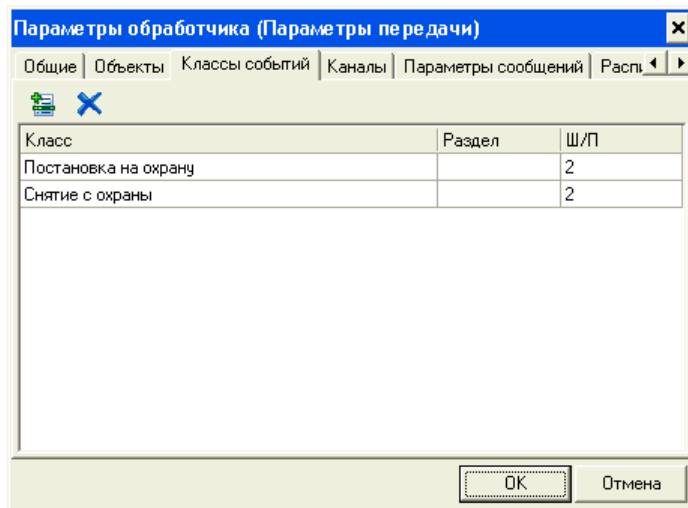 Параметры обработчика (Параметры передачи)
Общие Объекты Классы событий Каналы Параметры сообщений
Класс Раздел Ш/П
Постановка на охрану 2
Снятие с охраны 2
OK Отмена